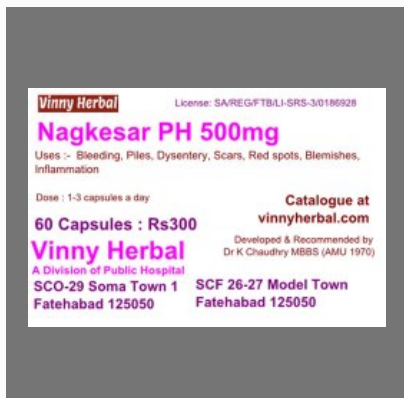 Vinny Herbal
License: SA/REG/FTB/LI-SRS-3/0186928
Nagkesar PH 500mg
Uses :- Bleeding, Piles, Dysentery, Scars, Red spots, Blemishes,
Inflammation
Dose : 1-3 capsules a day
60 Capsules : Rs300
Catalogue at
vinnyherbal.com
Vinny Herbal
A Division of Public Hospital
Developed & Recommended by
Dr K Chaudhry MBBS (AMU 1970)
SCO-29 Soma Town 1
Fatehabad 125050
SCF 26-27 Model Town
Fatehabad 125050